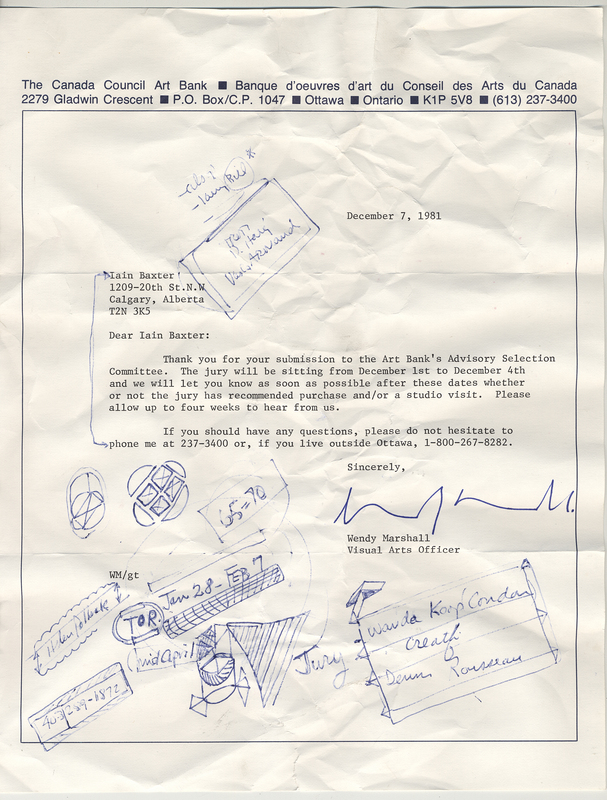 The Canada Council Art Bank ■ Banque d'oeuvres d'art du Conseil des Arts du Canada
2279 Gladwin Crescent ■ P.O. Box/C.P. 1047 ■ Ottawa ■ Ontario ■ K1P 5V8 ■ (613) 237-3400
December 7, 1981
Iain Baxter
1209-20th St.N.W
Calgary, Alberta
T2N 3K5
Dear Iain Baxter:
Thank you for your submission to the Art Bank's Advisory Selection
Committee. The jury will be sitting from December 1st to December 4th
and we will let you know as soon as possible after these dates whether
or not the jury has recommended purchase and/or a studio visit. Please
allow up to four weeks to hear from us.
If you should have any questions, please do not hesitate to
phone me at 237-3400 or, if you live outside Ottawa, 1-800-267-8282.
Sincerely,
Wendy Marshall
Visual Arts Officer
WM/gt
65=70
Jan 28 - FEB 7
TOR
mid April
Jury
Wanda Koop
Dennis Rousseau